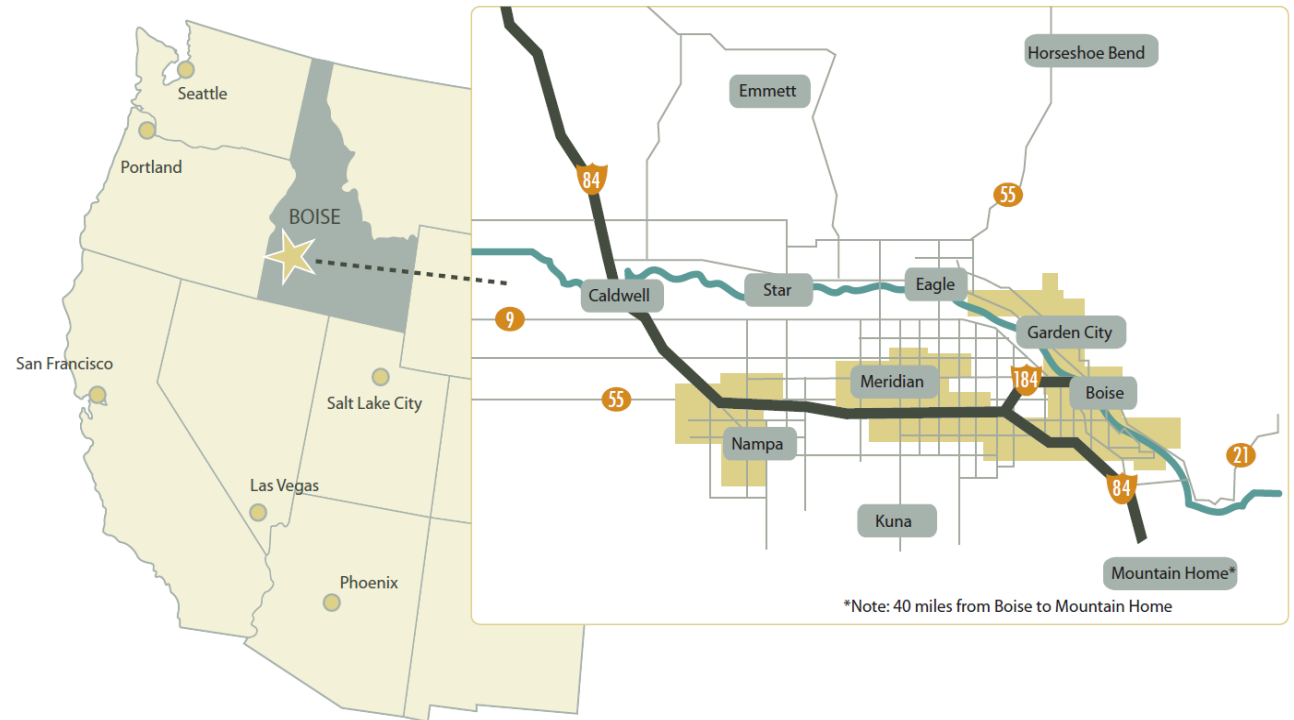 Seattle
Portland
BOISE
San Francisco
Salt Lake City
Las Vegas
Phoenix
Horseshoe Bend
Emmett
84
55
Caldwell
Star
Eagle
9
Garden City
Meridian
184
Boise
55
Nampa
21
84
Kuna
Mountain Home*
*Note: 40 miles from Boise to Mountain Home